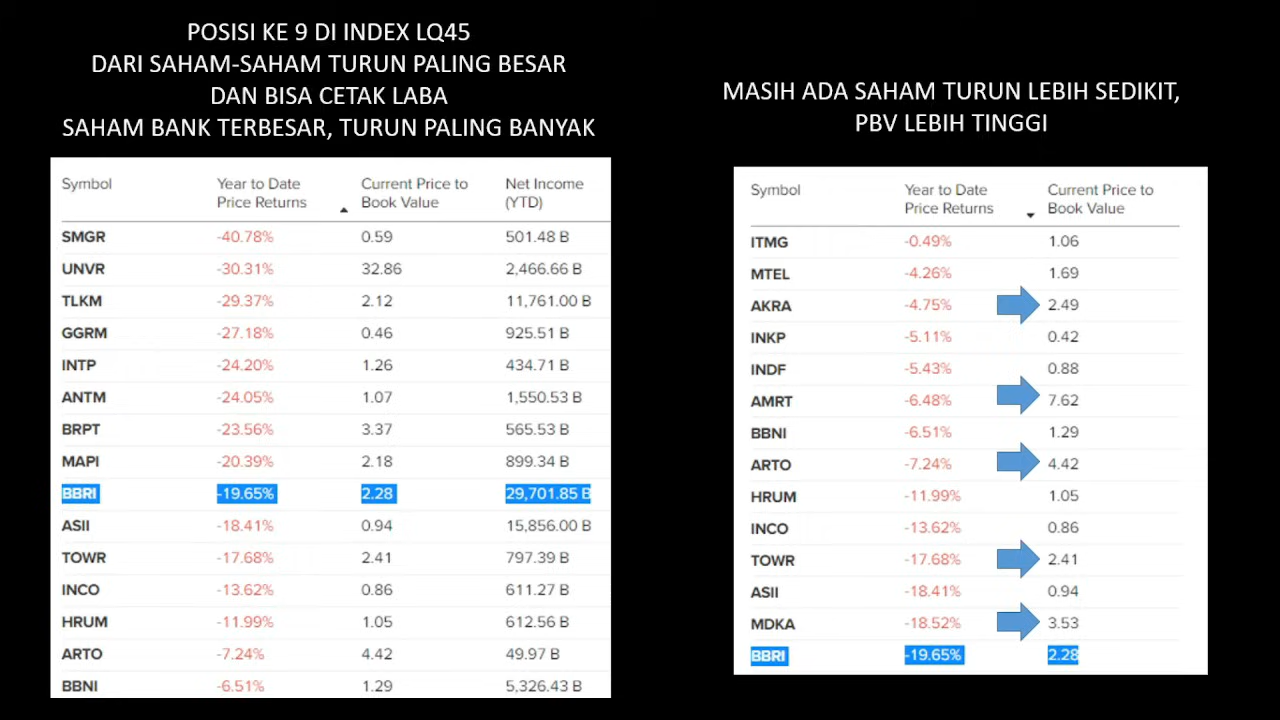 POSISI KE 9 DI INDEX LQ45
DARI SAHAM-SAHAM TURUN PALING BESAR
DAN BISA CETAK LABA
SAHAM BANK TERBESAR, TURUN PALING BANYAK
Symbol Year to Date Price Returns Current Price to Book Value Net Income (YTD)
SMGR -40.78% 0.59 501.48 B
UNVR -30.31% 32.86 2,466.66 B
TLKM -29.37% 2.12 11,761.00 B
GGRM -27.18% 0.46 925.51 B
INTP -24.20% 1.26 434.71 B
ANTM -24.05% 1.07 1,550.53 B
BRPT -23.56% 3.37 565.53 B
MAPI -20.39% 2.18 899.34 B
BBRI -19.65% 2.28 29,701.85 B
ASII -18.41% 0.94 15,856.00 B
TOWR -17.68% 2.41 797.39 B
INCO -13.62% 0.86 611.27 B
HRUM -11.99% 1.05 612.56 B
ARTO -7.24% 4.42 49.97 B
BBNI -6.51% 1.29 5,326.43 B
MASIH ADA SAHAM TURUN LEBIH SEDIKIT,
PBV LEBIH TINGGI
Symbol Year to Date Price Returns Current Price to Book Value
ITMG -0.49% 1.06
MTEL -4.26% 1.69
AKRA -4.75% 2.49
INKP -5.11% 0.42
INDF -5.43% 0.88
AMRT -6.48% 7.62
BBNI -6.51% 1.29
ARTO -7.24% 4.42
HRUM -11.99% 1.05
INCO -13.62% 0.86
TOWR -17.68% 2.41
ASII -18.41% 0.94
MDKA -18.52% 3.53
BBRI -19.65% 2.28